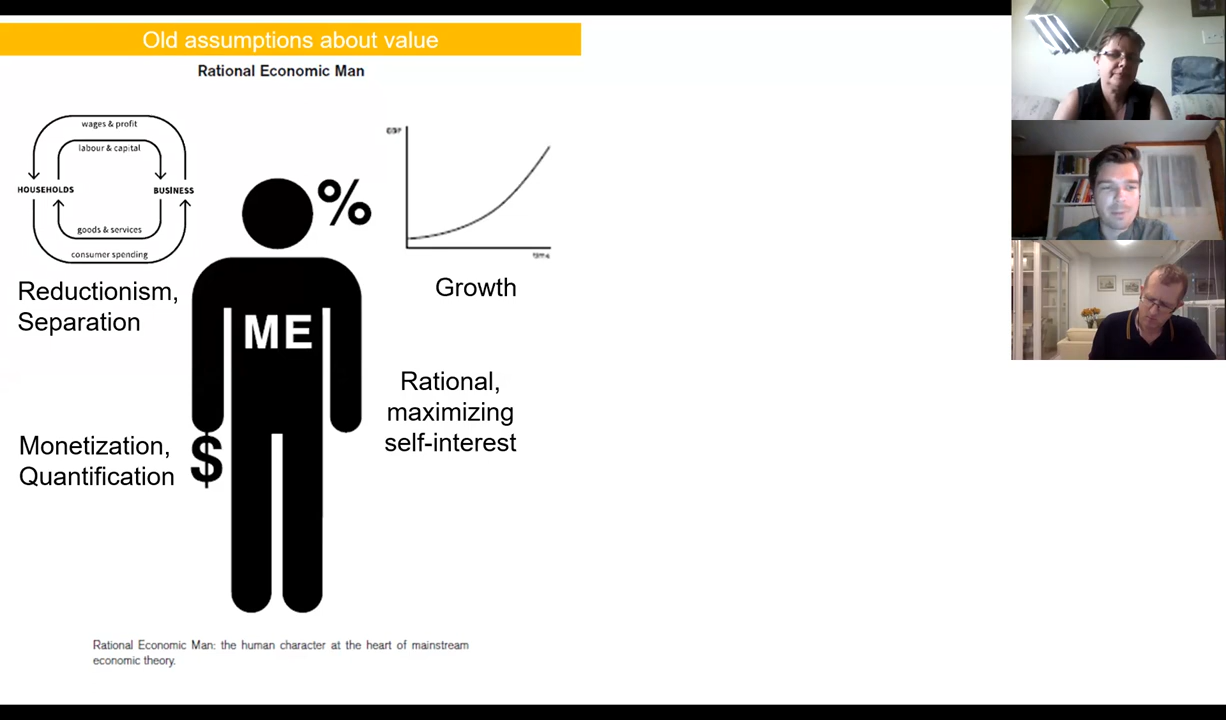 Old assumptions about value
Rational Economic Man
wages & profit
labour & capital
HOUSEHOLDS
BUSINESS
goods & services
consumer spending
%
GDP
Growth
Reductionism,
Separation
ME
Rational,
maximizing
self-interest
Monetization,
Quantification
$
Rational Economic Man: the human character at the heart of mainstream
economic theory.